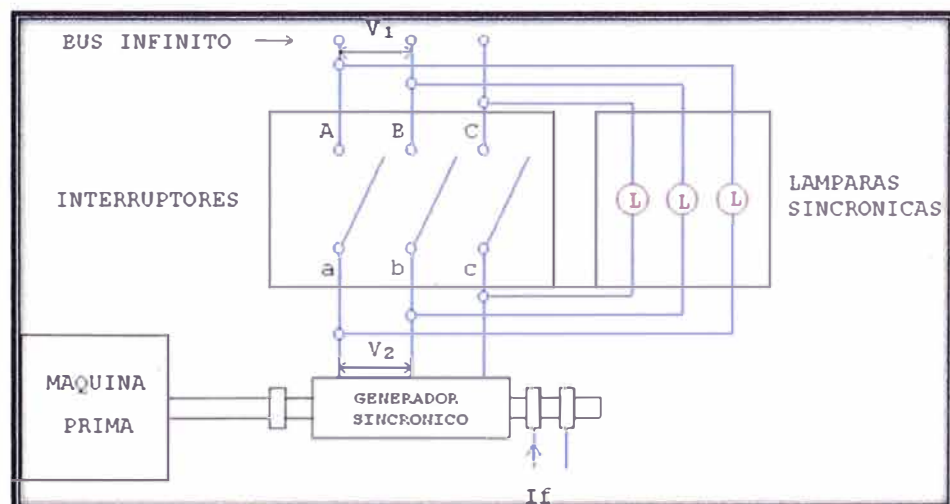 BUS INFINITO →
V1
A
B
C
INTERRUPTORES
L
L
L
LAMPARAS
SINCRONICAS
a
b
c
V2
MAQUINA
PRIMA
GENERADOR
SINCRONICO
If